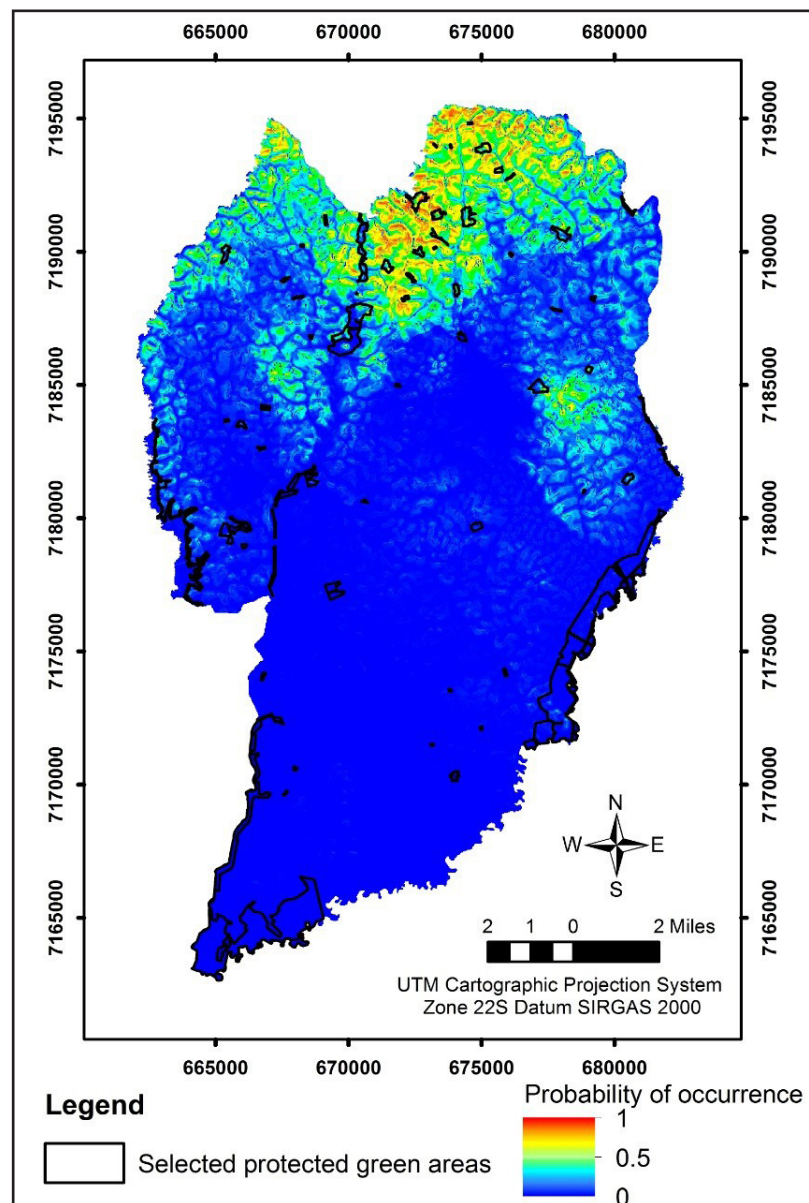 665000 670000 675000 680000
7195000 7195000
7190000 7190000
7185000 7185000
7180000 7180000
7175000 7175000
7170000 7170000
7165000 7165000
N
W E
S
2 1 0 2 Miles
UTM Cartographic Projection System
Zone 22S Datum SIRGAS 2000
665000 670000 675000 680000
Legend
Selected protected green areas
Probability of occurrence
1
0.5
0